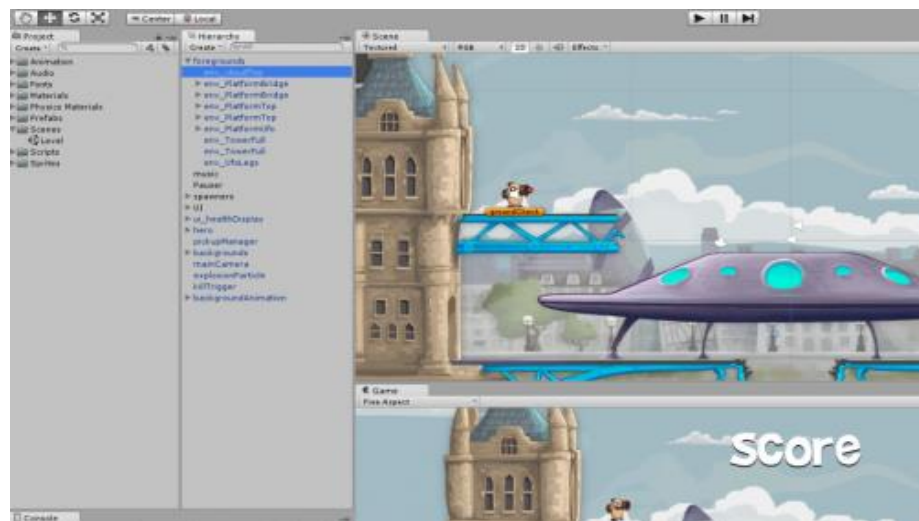 Center Local
Project
Create
Animation
Audio
Fonts
Materials
Physics Materials
Prefabs
Scenes
Level
Scripts
Sprites
Hierarchy
Create
foregrounds
env_PlatformBridge
env_PlatformBridge
env_PlatformTop
env_PlatformTop
env_PlatformUfo
env_TowerFull
env_TowerFull
env_UfoLegs
music
Pauser
spawners
UI
ui_healthDisplay
hero
pickupManager
backgrounds
mainCamera
explosionParticle
killTrigger
backgroundAnimation
Scene
Textured RGB 2D Effects
groundCheck
Game
Free Aspect
SCORE
Console